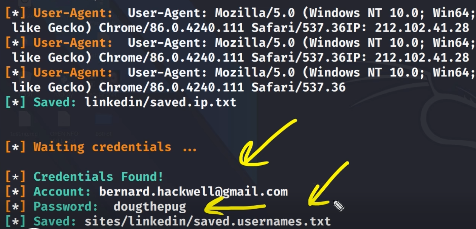 [*] User-Agent: User-Agent: Mozilla/5.0 (Windows NT 10.0; Win64;
like Gecko) Chrome/86.0.4240.111 Safari/537.36IP: 212.102.41.28
[*] User-Agent: User-Agent: Mozilla/5.0 (Windows NT 10.0; Win64;
like Gecko) Chrome/86.0.4240.111 Safari/537.36IP: 212.102.41.28
[*] User-Agent: User-Agent: Mozilla/5.0 (Windows NT 10.0; Win64;
like Gecko) Chrome/86.0.4240.111 Safari/537.36
[*] Saved: linkedin/saved.ip.txt
[*] Waiting credentials ...
[*] Credentials Found!
[*] Account: bernard.hackwell@gmail.com
[*] Password: dougthepug
[*] Saved: sites/linkedin/saved.usernames.txt